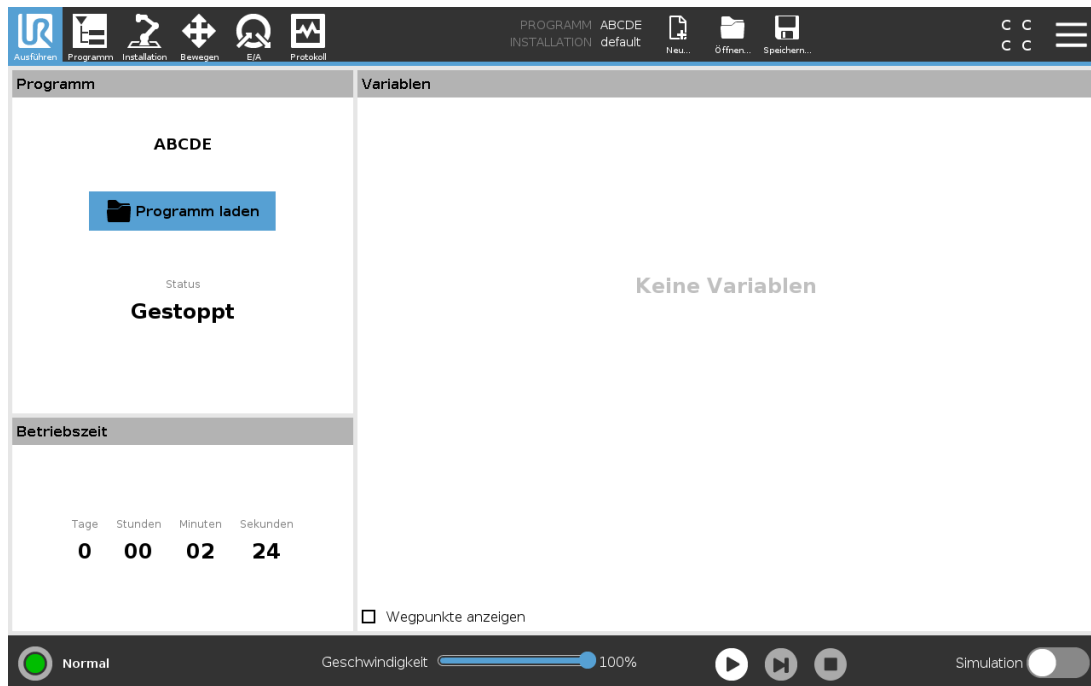 PROGRAMM ABCDE
INSTALLATION default
Ausführen Programm Installation Bewegen E/A Protokoll
Neu... Öffnen... Speichern...
C C
C C
Programm
ABCDE
Programm laden
Status
Gestoppt
Betriebszeit
Tage Stunden Minuten Sekunden
0 00 02 24
Variablen
Keine Variablen
Wegpunkte anzeigen
Normal
Geschwindigkeit 100%
Simulation